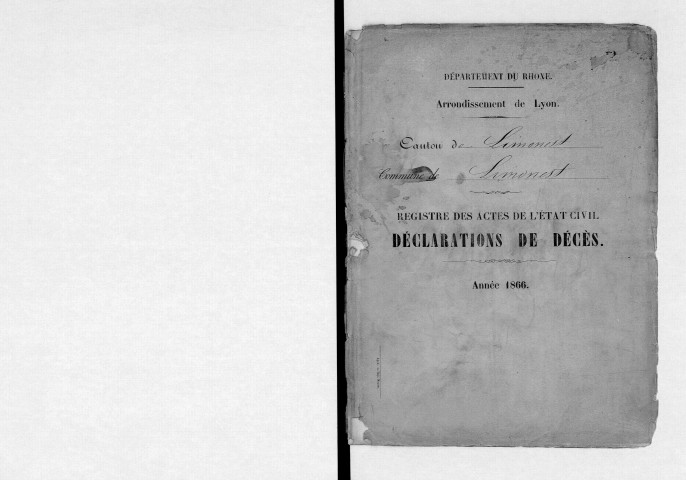 DÉPARTEMENT DU RHONE.
Arrondissement de Lyon.
Canton de Limonest
Commune de Limonest
REGISTRE DES ACTES DE L'ÉTAT CIVIL.
DÉCLARATIONS DE DÉCÈS.
Année 1866.